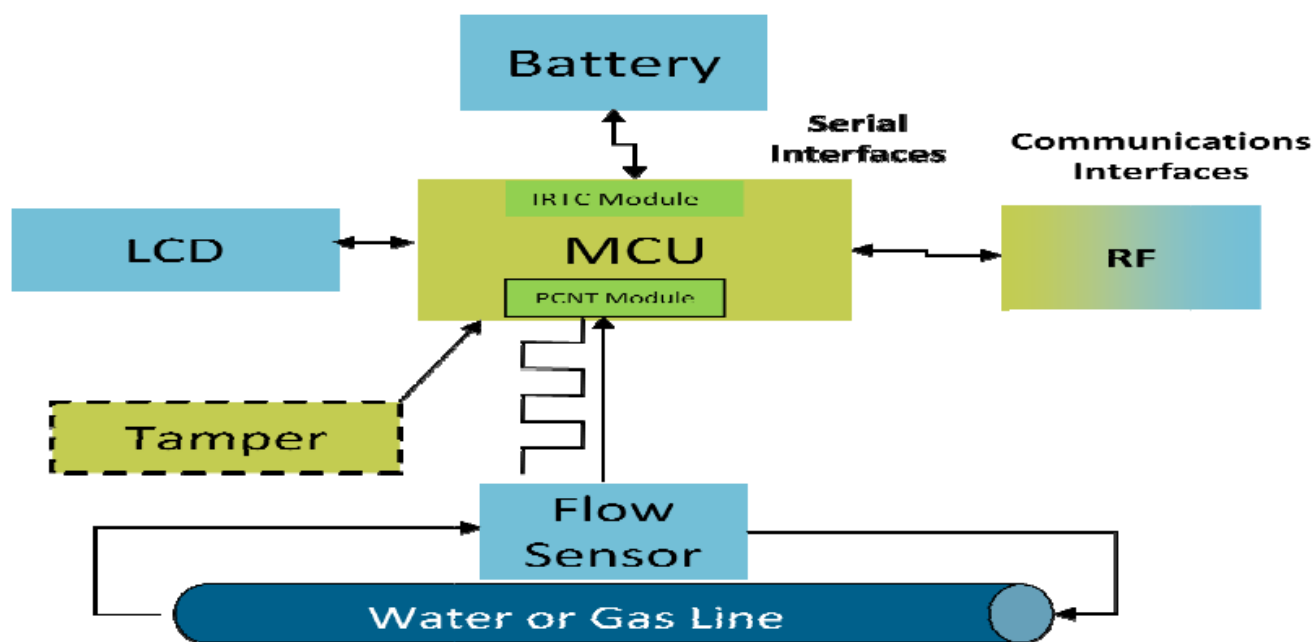 Battery
Serial
Interfaces
Communications
Interfaces
IRTC Module
LCD
MCU
RF
PCNT Module
Tamper
Flow
Sensor
Water or Gas Line